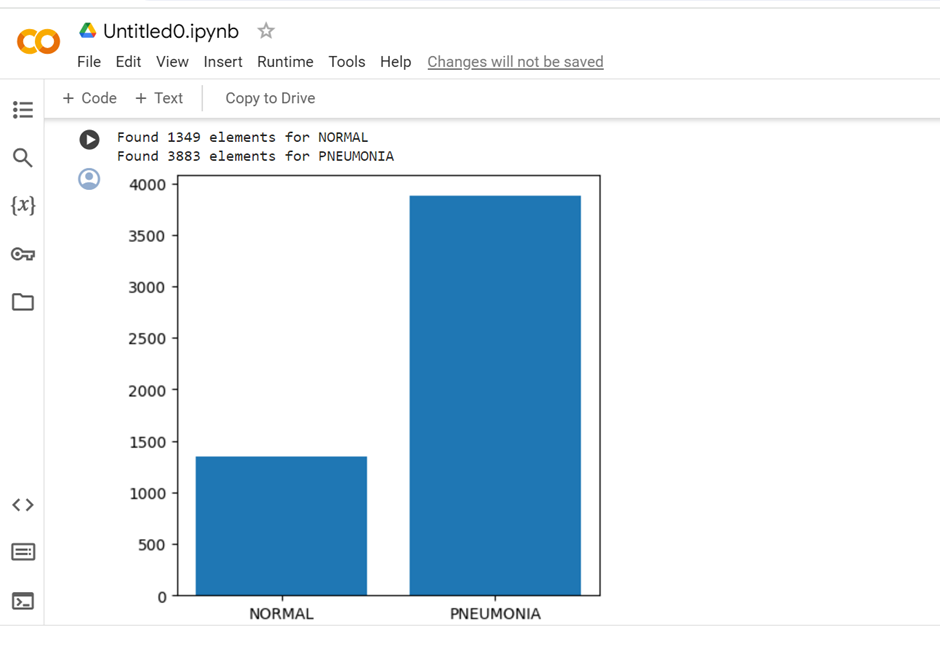 Untitled0.ipynb
File Edit View Insert Runtime Tools Help Changes will not be saved
+ Code + Text Copy to Drive
Found 1349 elements for NORMAL
Found 3883 elements for PNEUMONIA
{x}
4000
3500
3000
2500
2000
1500
1000
500
0
NORMAL PNEUMONIA